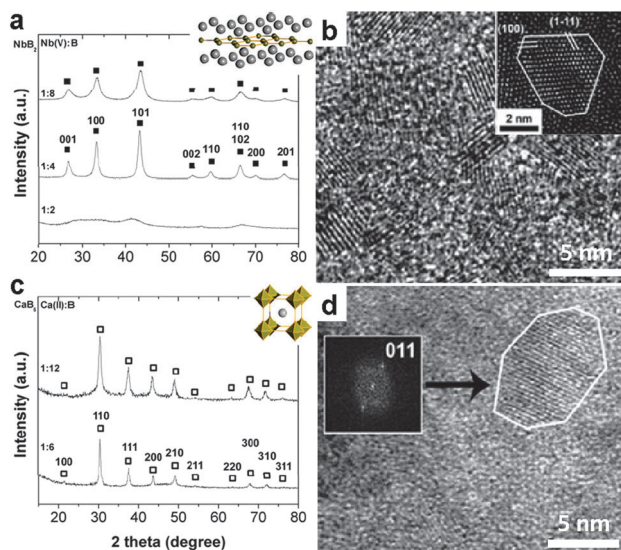 a
NbB₂ Nb(V):B
1:8
1:4
1:2
001
100
101
002
110
110
102
200
201
Intensity (a.u.)
20 30 40 50 60 70 80
b
(100)
(1-11)
2 nm
5 nm
c
CaB₆ Ca(II):B
1:12
1:6
100
110
111
200
210
211
220
300
310
311
Intensity (a.u.)
20 30 40 50 60 70 80
2 theta (degree)
d
011
5 nm